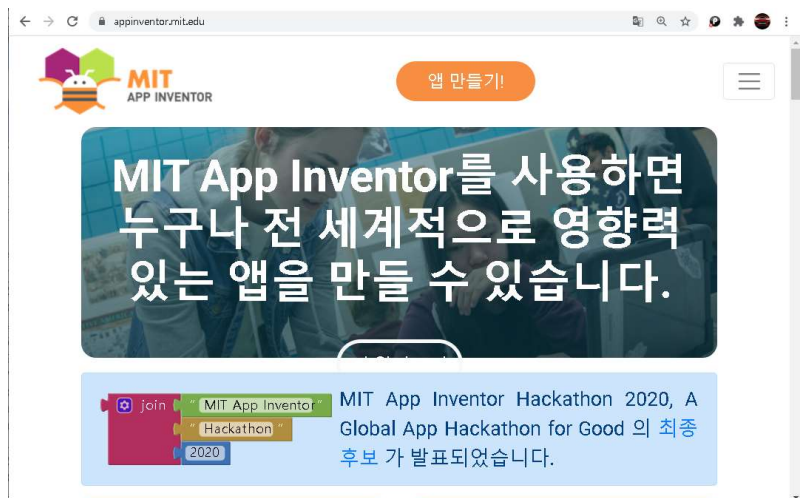 appinventor.mit.edu
MIT
APP INVENTOR
앱 만들기!
MIT App Inventor를 사용하면
누구나 전 세계적으로 영향력
있는 앱을 만들 수 있습니다.
join
" MIT App Inventor "
" Hackathon "
2020
MIT App Inventor Hackathon 2020, A
Global App Hackathon for Good 의 최종
후보 가 발표되었습니다.